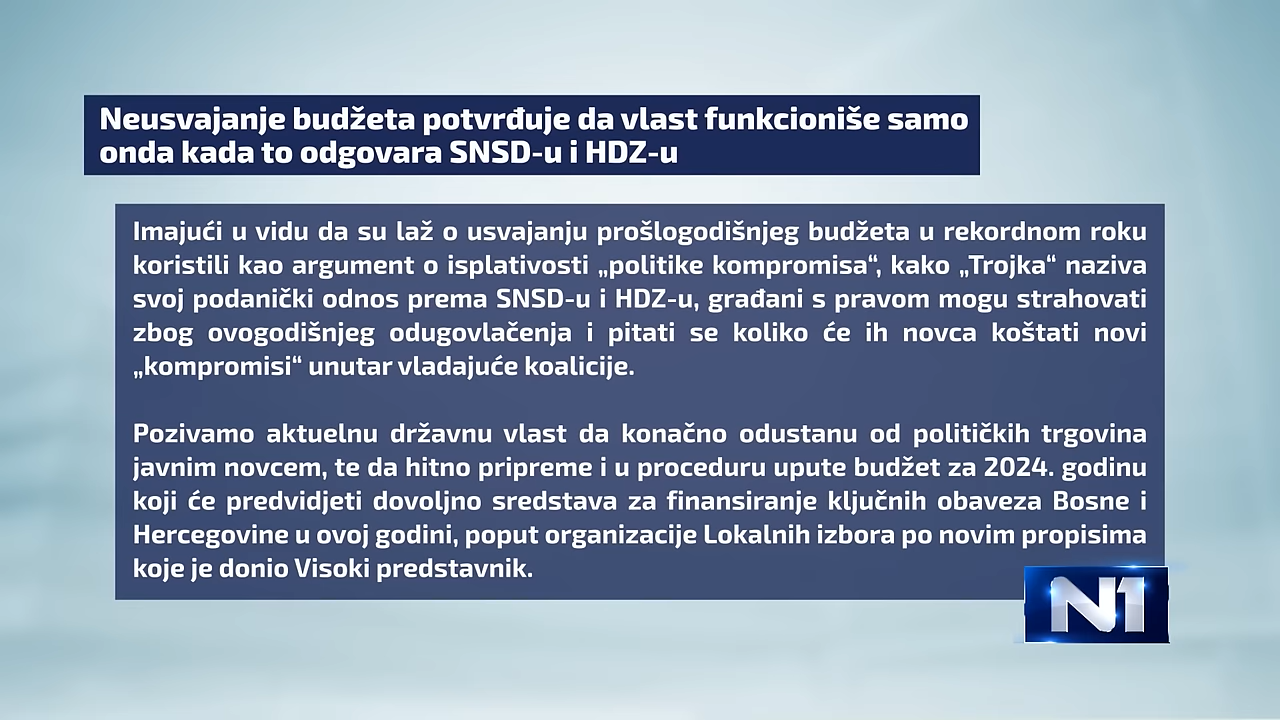 Neusvajanje budžeta potvrđuje da vlast funkcioniše samo
onda kada to odgovara SNSD-u i HDZ-u
Imajući u vidu da su laž o usvajanju prošlogodišnjeg budžeta u rekordnom roku
koristili kao argument o isplativosti „politike kompromisa“, kako „Trojka“ naziva
svoj podanički odnos prema SNSD-u i HDZ-u, građani s pravom mogu strahovati
zbog ovogodišnjeg odugovlačenja i pitati se koliko će ih novca koštati novi
„kompromisi“ unutar vladajuće koalicije.
Pozivamo aktuelnu državnu vlast da konačno odustanu od političkih trgovina
javnim novcem, te da hitno pripreme i u proceduru upute budžet za 2024. godinu
koji će predvidjeti dovoljno sredstava za finansiranje ključnih obaveza Bosne i
Hercegovine u ovoj godini, poput organizacije Lokalnih izbora po novim propisima
koje je donio Visoki predstavnik.
N1